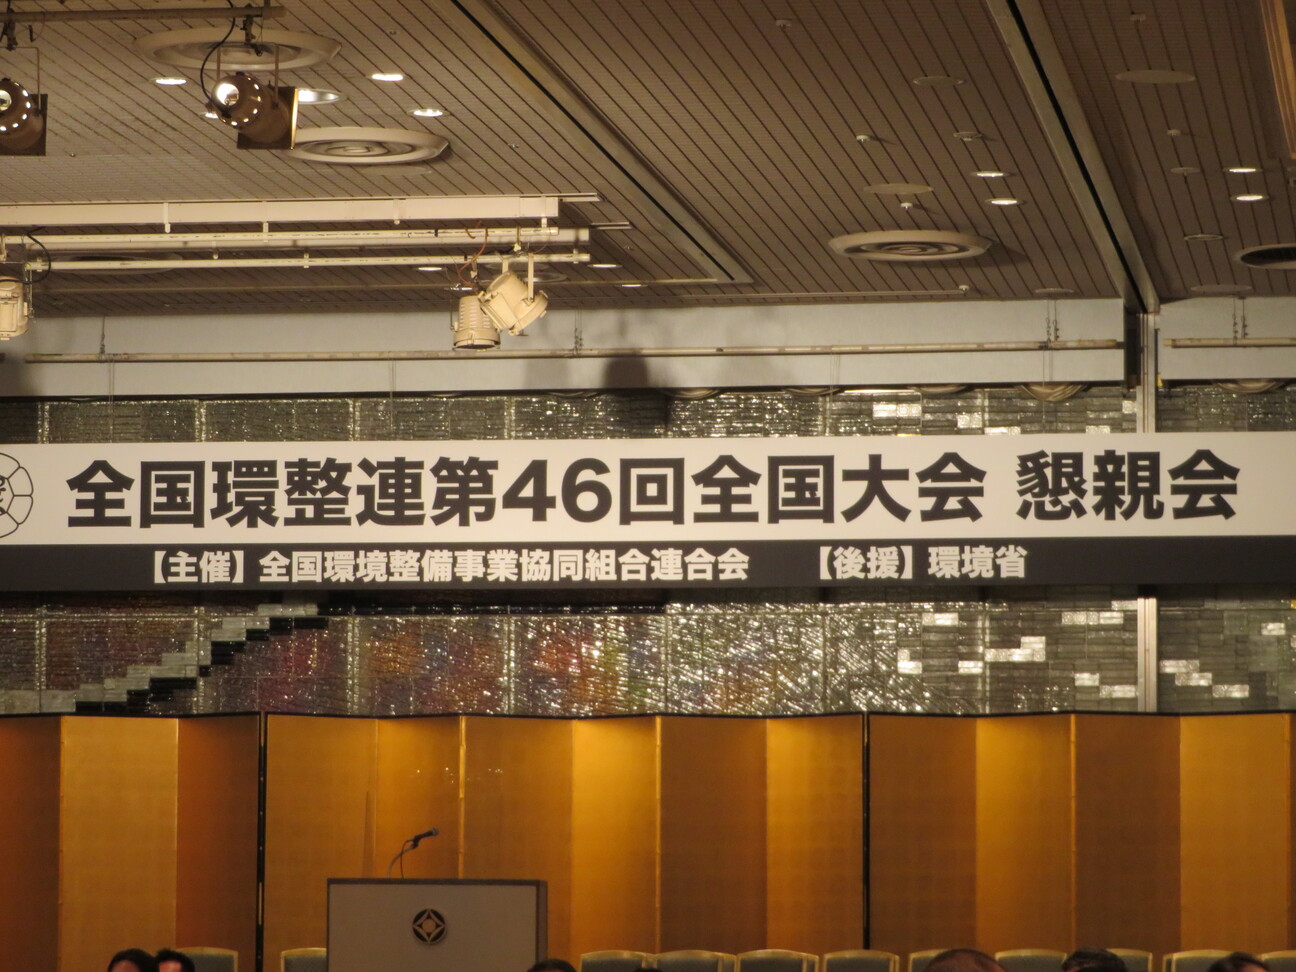 全国環整連第46回全国大会 懇親会
【主催】全国環境整備事業協同組合連合会 【後援】環境省